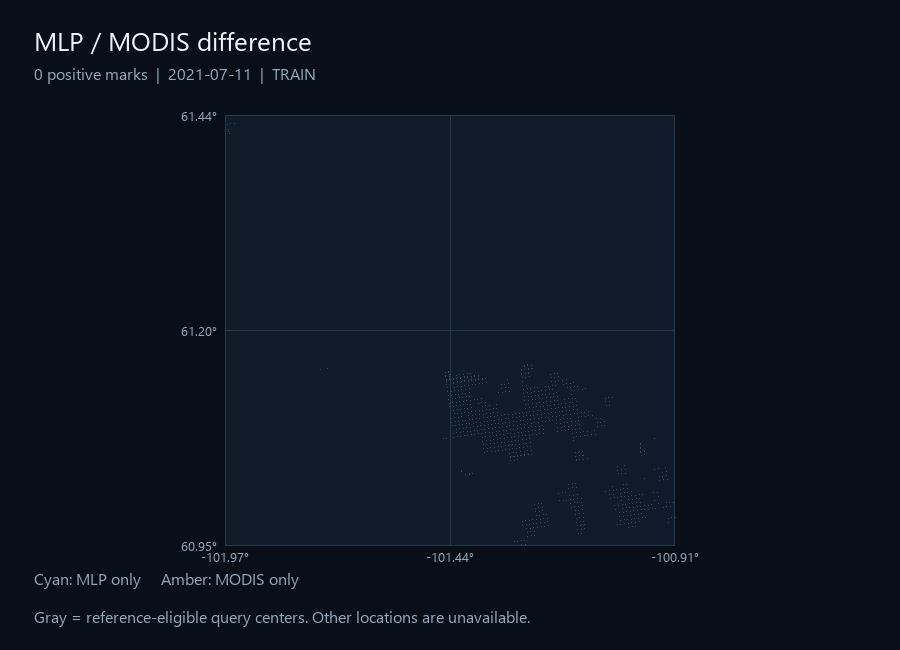 MLP / MODIS difference
0 positive marks | 2021-07-11 | TRAIN
61.44°
61.20°
60.95°
-101.97° -101.44° -100.91°
Cyan: MLP only Amber: MODIS only
Gray = reference-eligible query centers. Other locations are unavailable.